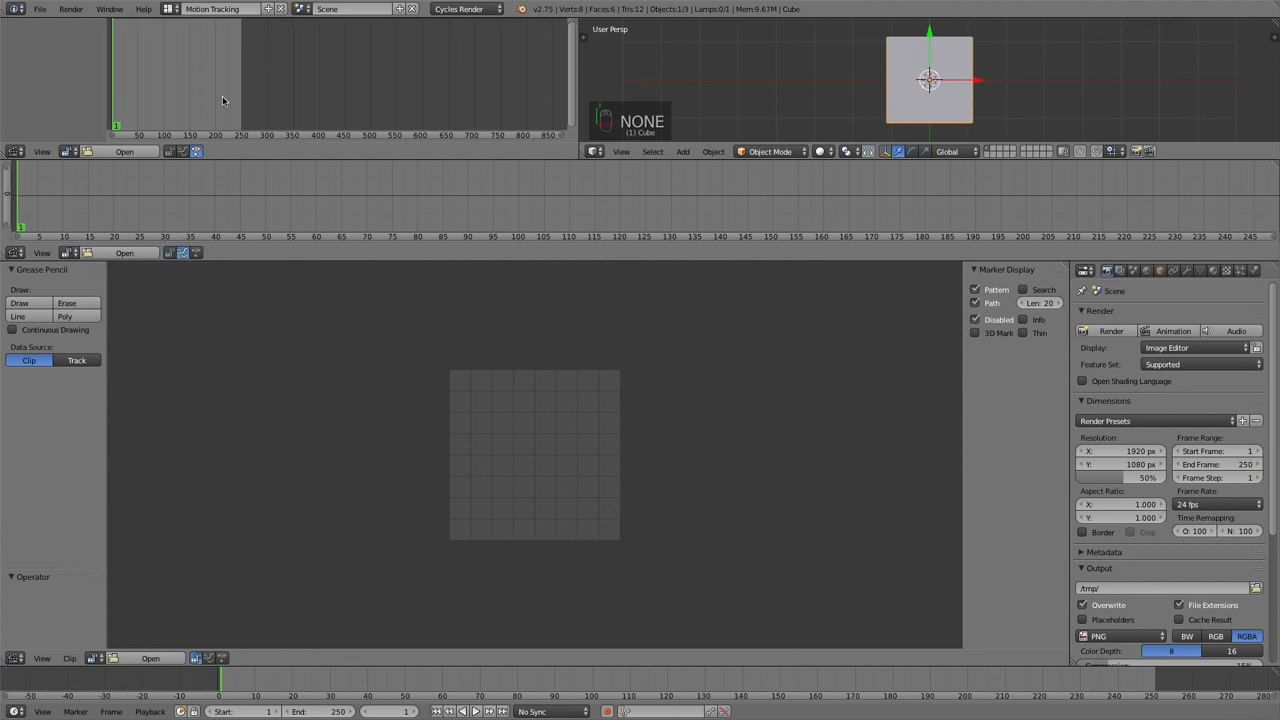 File Render Window Help Motion Tracking Scene Cycles Render v2.75 | Verts:8 | Faces:6 | Tris:12 | Objects:1/3 | Lamps:0/1 | Mem:9.67M | Cube
User Persp
NONE
(1) Cube
1
50 100 150 200 250 300 350 400 450 500 550 600 650 700 750 800 850
View Open
View Select Add Object Object Mode Global
1
5 10 15 20 25 30 35 40 45 50 55 60 65 70 75 80 85 90 95 100 105 110 115 120 125 130 135 140 145 150 155 160 165 170 175 180 185 190 195 200 205 210 215 220 225 230 235 240 245
View Open
Grease Pencil
Draw:
Draw Erase
Line Poly
Continuous Drawing
Data Source:
Clip Track
Operator
Marker Display
Pattern Search
Path Len: 20
Disabled Info
3D Mark Thin
Scene
Render
Render Animation Audio
Display: Image Editor
Feature Set: Supported
Open Shading Language
Dimensions
Render Presets
Resolution: Frame Range:
X: 1920 px Start Frame: 1
Y: 1080 px End Frame: 250
50% Frame Step: 1
Aspect Ratio: Frame Rate:
X: 1.000 24 fps
Y: 1.000 Time Remapping:
Border Crop O: 100 N: 100
Metadata
Output
/tmp/
Overwrite File Extensions
Placeholders Cache Result
PNG BW RGB RGBA
Color Depth: 8 16
View Clip Open
-50 -40 -30 -20 -10 0 10 20 30 40 50 60 70 80 90 100 110 120 130 140 150 160 170 180 190 200 210 220 230 240 250 260 270 280
View Marker Frame Playback Start: 1 End: 250 1 No Sync